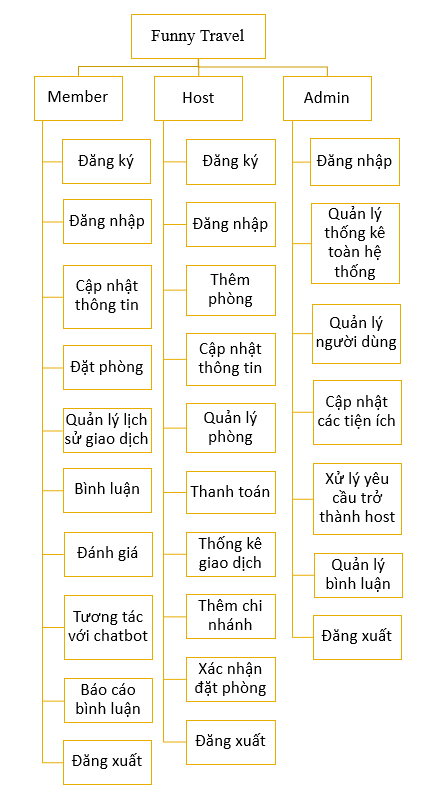 Funny Travel
Member
Host
Admin
Đăng ký
Đăng nhập
Cập nhật
thông tin
Đặt phòng
Quản lý lịch
sử giao dịch
Bình luận
Đánh giá
Tương tác
với chatbot
Báo cáo
bình luận
Đăng xuất
Đăng ký
Đăng nhập
Thêm
phòng
Cập nhật
thông tin
Quản lý
phòng
Thanh toán
Thống kê
giao dịch
Thêm chi
nhánh
Xác nhận
đặt phòng
Đăng xuất
Đăng nhập
Quản lý
thống kê
toàn hệ
thống
Quản lý
người dùng
Cập nhật
các tiện ích
Xử lý yêu
cầu trở
thành host
Quản lý
bình luận
Đăng xuất